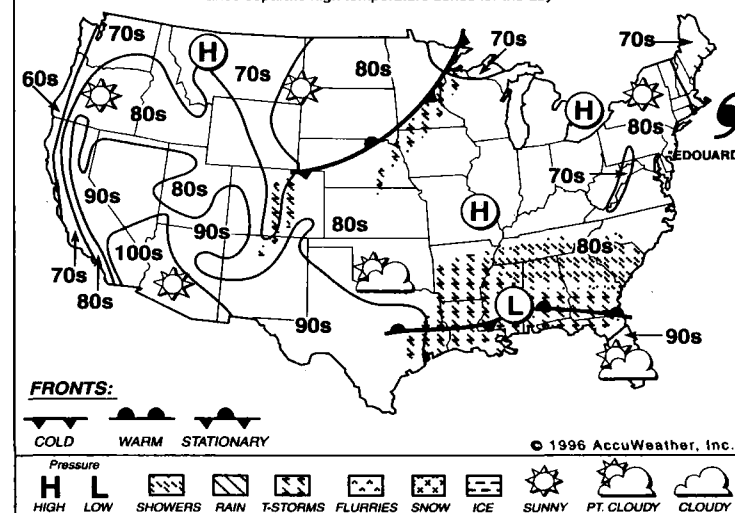 70s
70s
70s
H
70s
80s
60s
80s
H
80s
"EDOUARD
90s
80s
70s
90s
H
80s
80s
100s
70s
80s
L
90s
90s
FRONTS:
COLD WARM STATIONARY
© 1996 AccuWeather, Inc.
Pressure
H L
HIGH LOW SHOWERS RAIN T-STORMS FLURRIES SNOW ICE SUNNY PT. CLOUDY CLOUDY